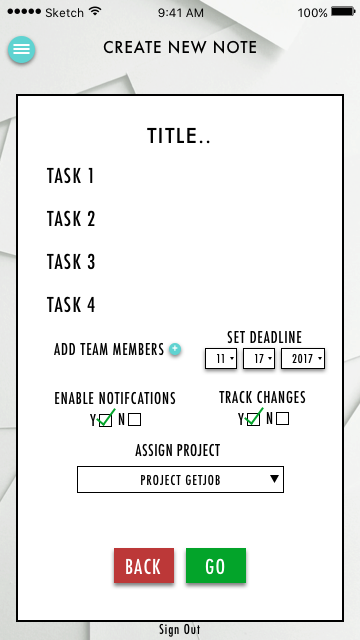 Sketch 9:41 AM 100%
CREATE NEW NOTE
TITLE..
TASK 1
TASK 2
TASK 3
TASK 4
SET DEADLINE
ADD TEAM MEMBERS +
11 17 2017
ENABLE NOTIFCATIONS TRACK CHANGES
Y N Y N
ASSIGN PROJECT
PROJECT GETJOB
BACK GO
Sign Out